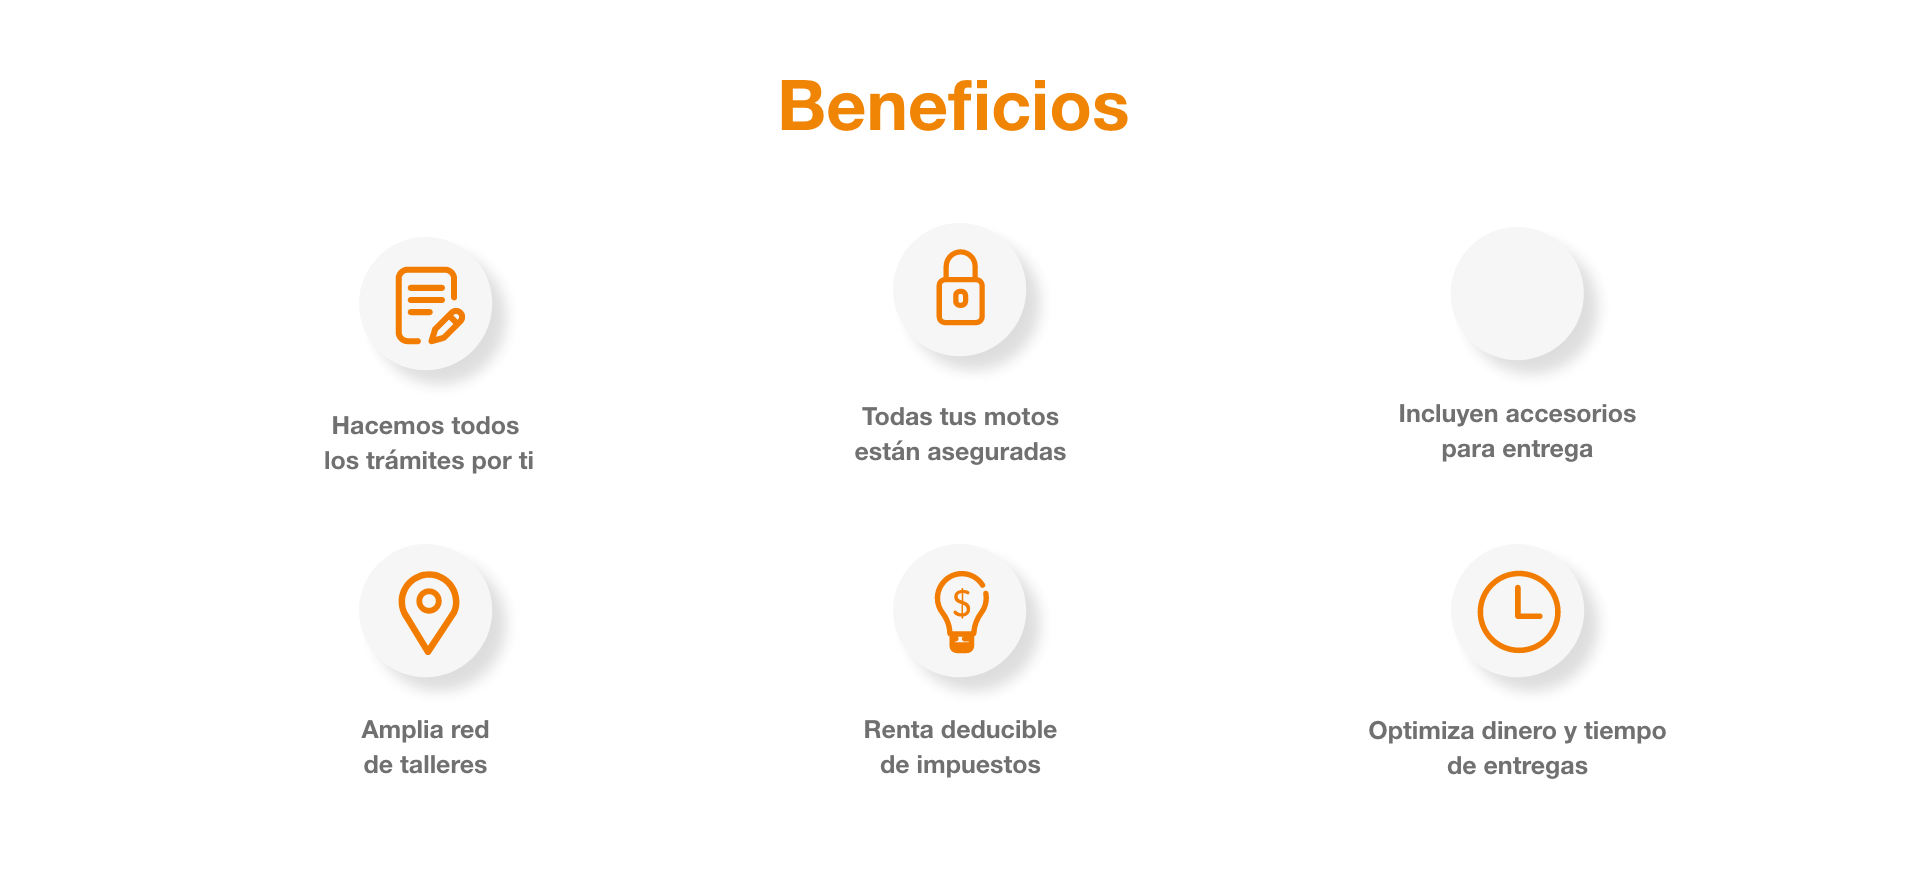 Beneficios
Hacemos todos
los trámites por ti
Todas tus motos
están aseguradas
Incluyen accesorios
para entrega
$
Amplia red
de talleres
Renta deducible
de impuestos
Optimiza dinero y tiempo
de entregas